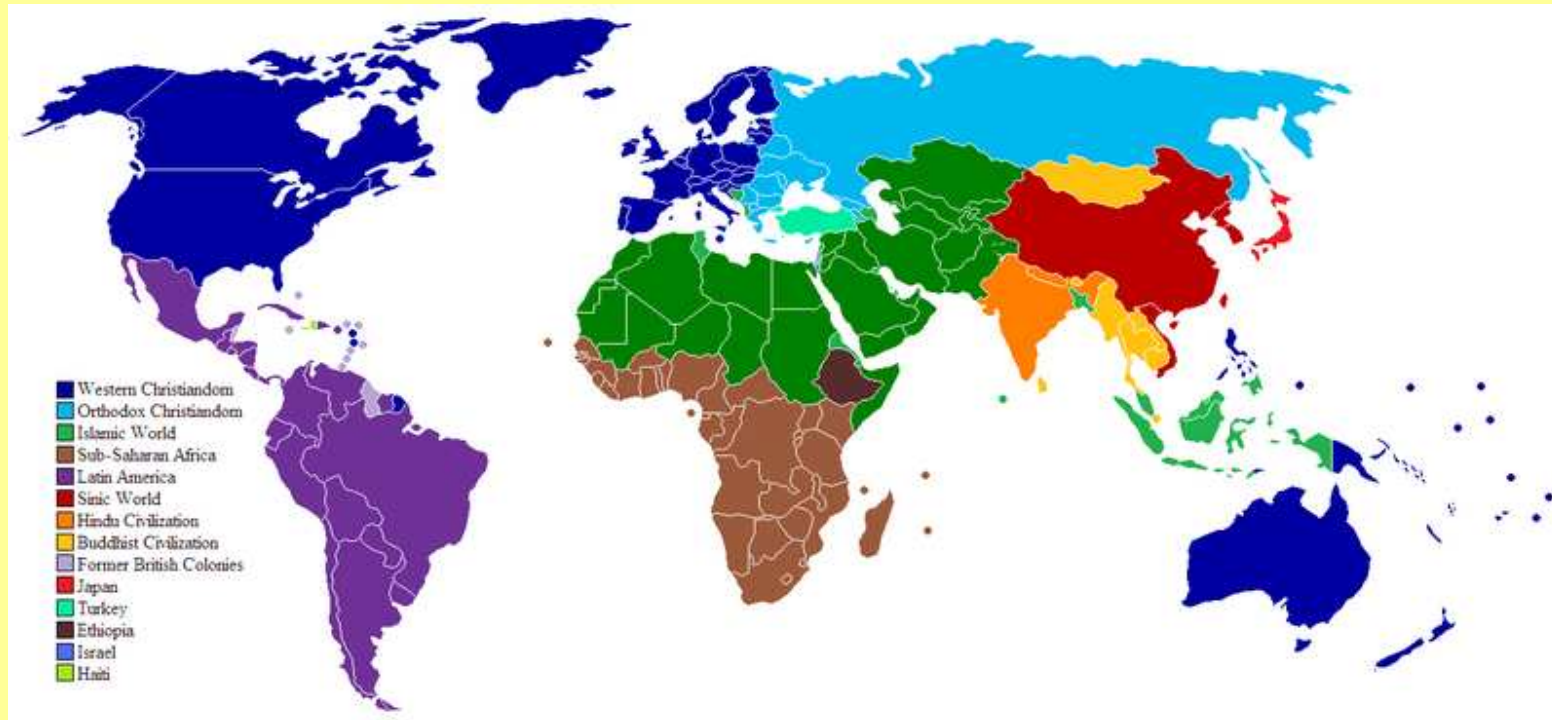 Western Christiandom
Orthodox Christiandom
Islamic World
Sub-Saharan Africa
Latin America
Sinic World
Hindu Civilization
Buddhist Civilization
Former British Colonies
Japan
Turkey
Ethiopia
Israel
Haiti